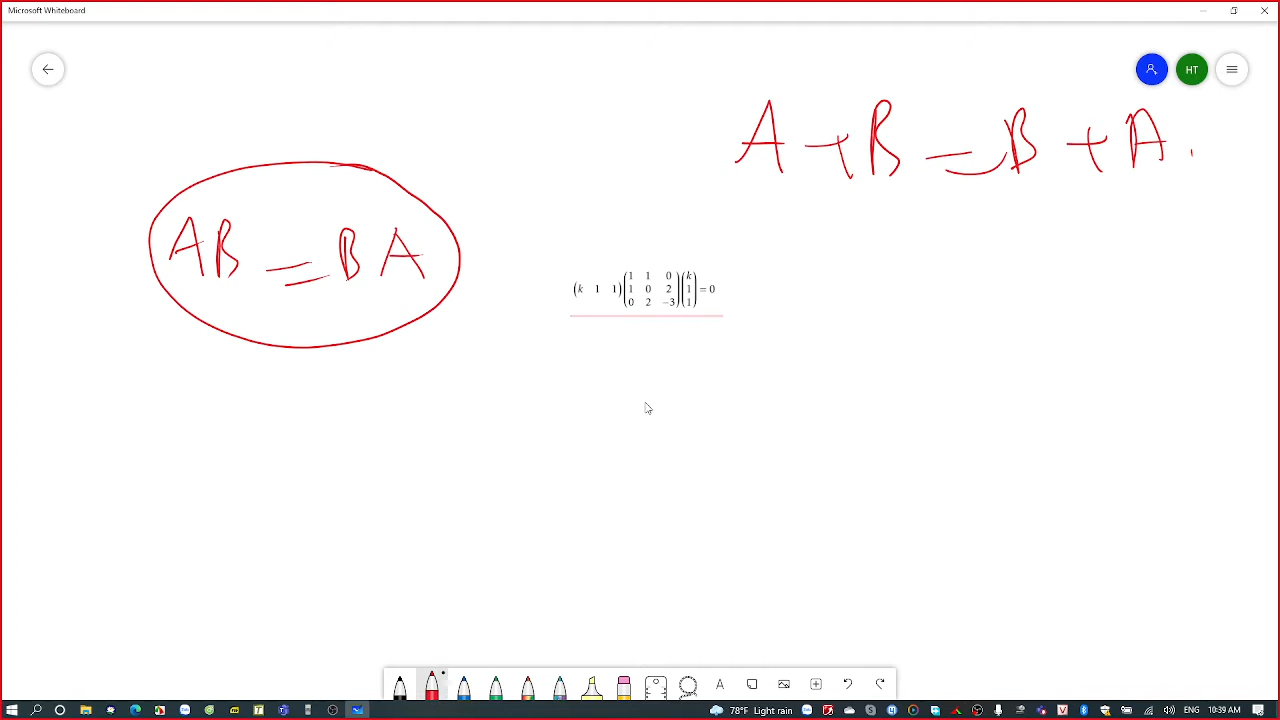 Microsoft Whiteboard
HT
A + B = B + A.
AB = BA
(k 1 1) (1 1 0; 1 0 2; 0 2 −3) (k; 1; 1) = 0
A
78°F Light rain
ENG 10:39 AM